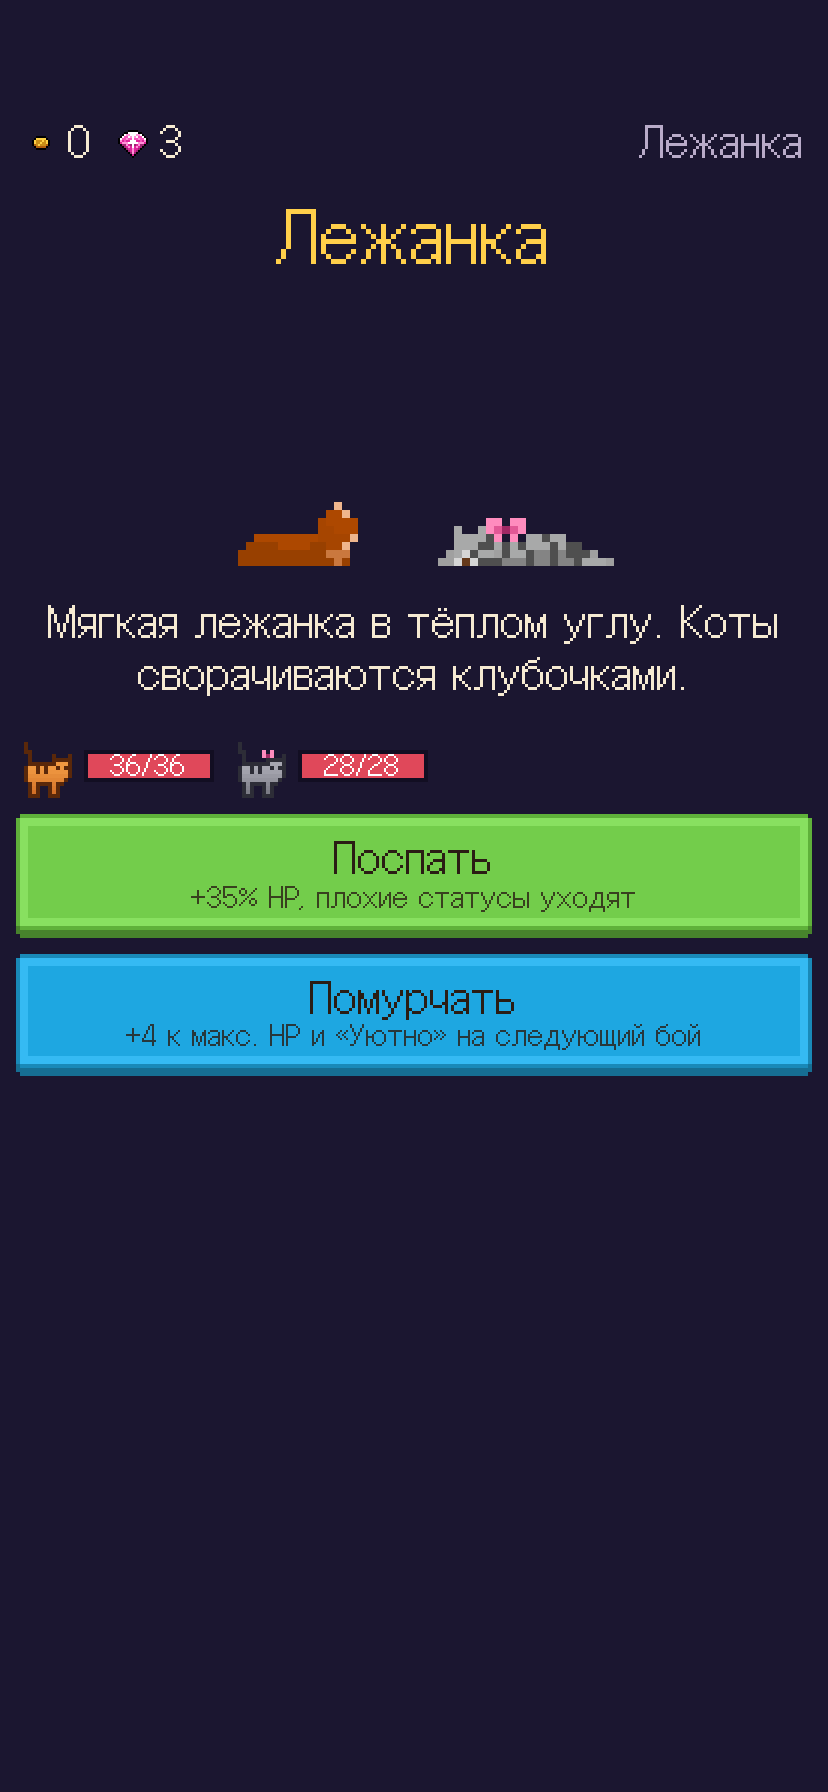 0 3 Лежанка
Лежанка
Мягкая лежанка в тёплом углу. Коты
сворачиваются клубочками.
36/36 28/28
Поспать
+35% HP, плохие статусы уходят
Помурчать
+4 к макс. HP и «Уютно» на следующий бой